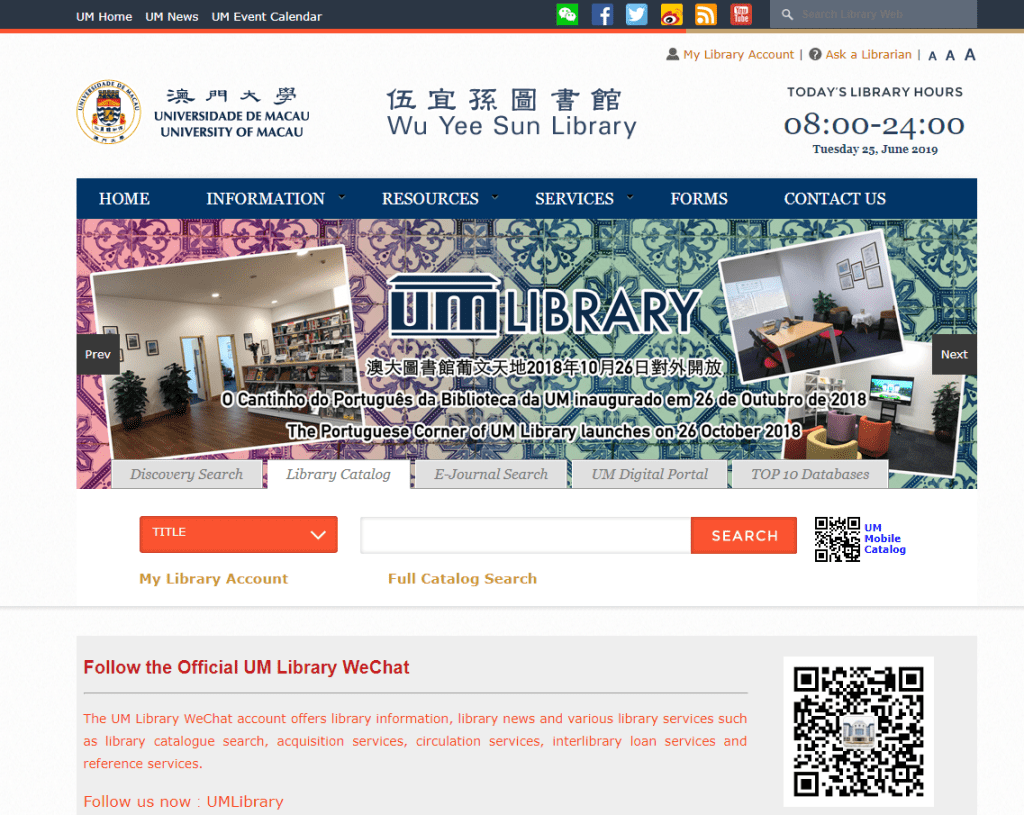 UM Home UM News UM Event Calendar
Search Library Web
My Library Account | Ask a Librarian | A A A
澳門大學
UNIVERSIDADE DE MACAU
UNIVERSITY OF MACAU
伍宜孫圖書館
Wu Yee Sun Library
TODAY'S LIBRARY HOURS
08:00-24:00
Tuesday 25, June 2019
HOME INFORMATION RESOURCES SERVICES FORMS CONTACT US
UM LIBRARY
Prev
Next
澳大圖書館葡文天地2018年10月26日對外開放
O Cantinho do Português da Biblioteca da UM inaugurado em 26 de Outubro de 2018
The Portuguese Corner of UM Library launches on 26 October 2018
Discovery Search Library Catalog E-Journal Search UM Digital Portal TOP 10 Databases
TITLE
SEARCH
UM
Mobile
Catalog
My Library Account Full Catalog Search
Follow the Official UM Library WeChat
The UM Library WeChat account offers library information, library news and various library services such
as library catalogue search, acquisition services, circulation services, interlibrary loan services and
reference services.
Follow us now : UMLibrary